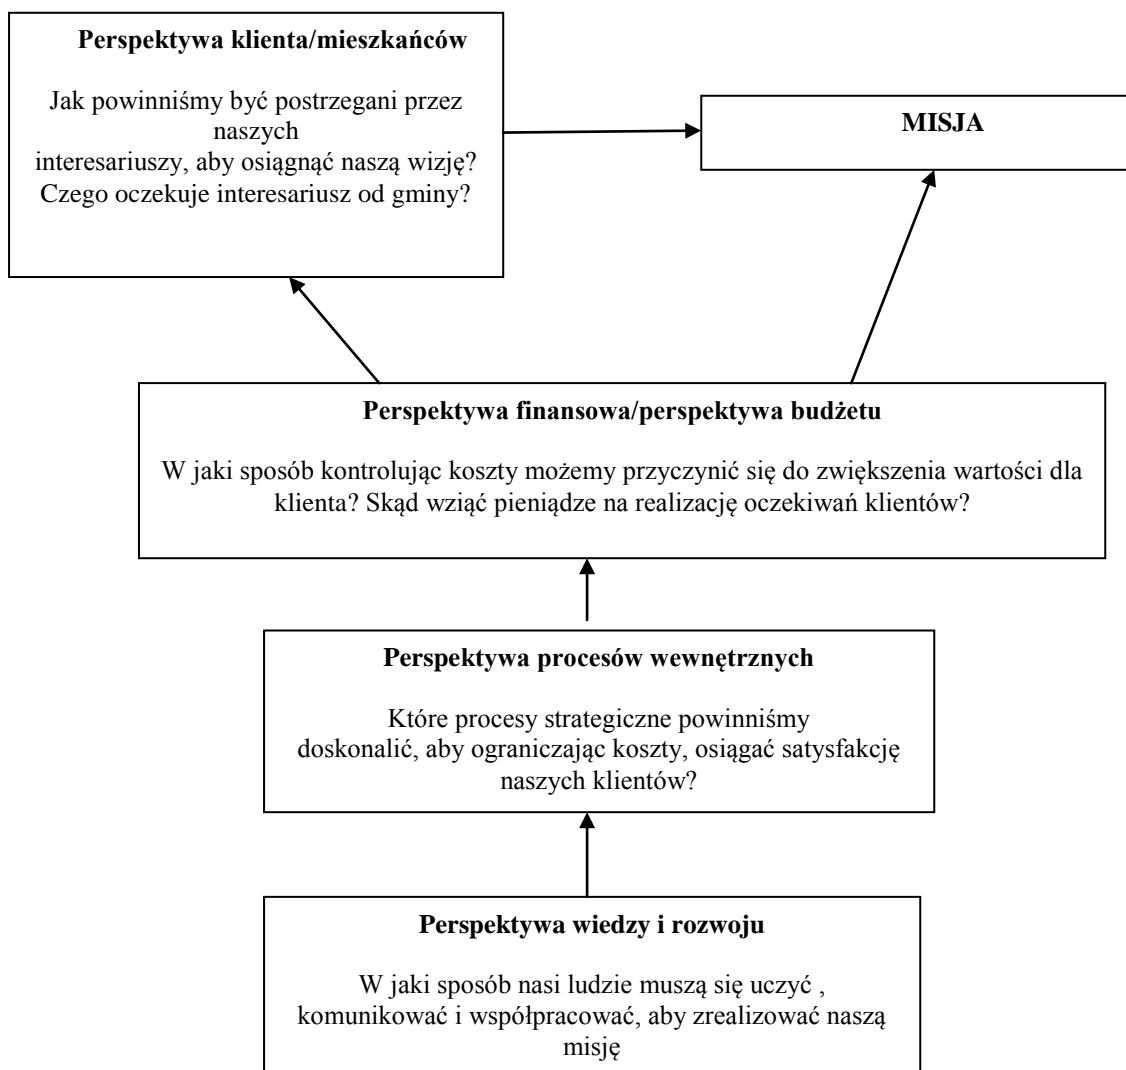 Perspektywa klienta/mieszkańców
Jak powinniśmy być postrzegani przez
naszych
interesariuszy, aby osiągnąć naszą wizję?
Czego oczekuje interesariusz od gminy?
MISJA
Perspektywa finansowa/perspektywa budżetu
W jaki sposób kontrolując koszty możemy przyczynić się do zwiększenia wartości dla
klienta? Skąd wziąć pieniądze na realizację oczekiwań klientów?
Perspektywa procesów wewnętrznych
Które procesy strategiczne powinniśmy
doskonalić, aby ograniczając koszty, osiągać satysfakcję
naszych klientów?
Perspektywa wiedzy i rozwoju
W jaki sposób nasi ludzie muszą się uczyć ,
komunikować i współpracować, aby zrealizować naszą
misję